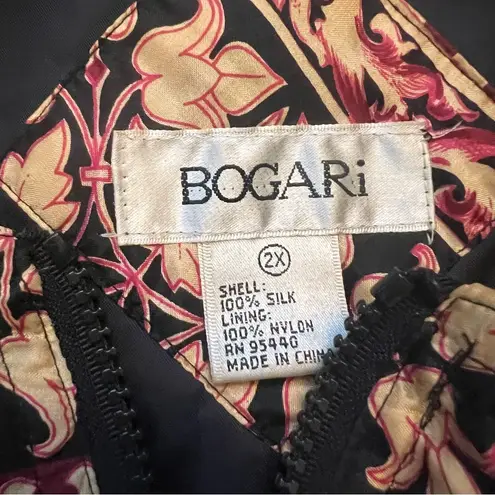 BOGARi
2X
SHELL:
100% SILK
LINING:
100% NYLON
RN 95440
MADE IN CHINA